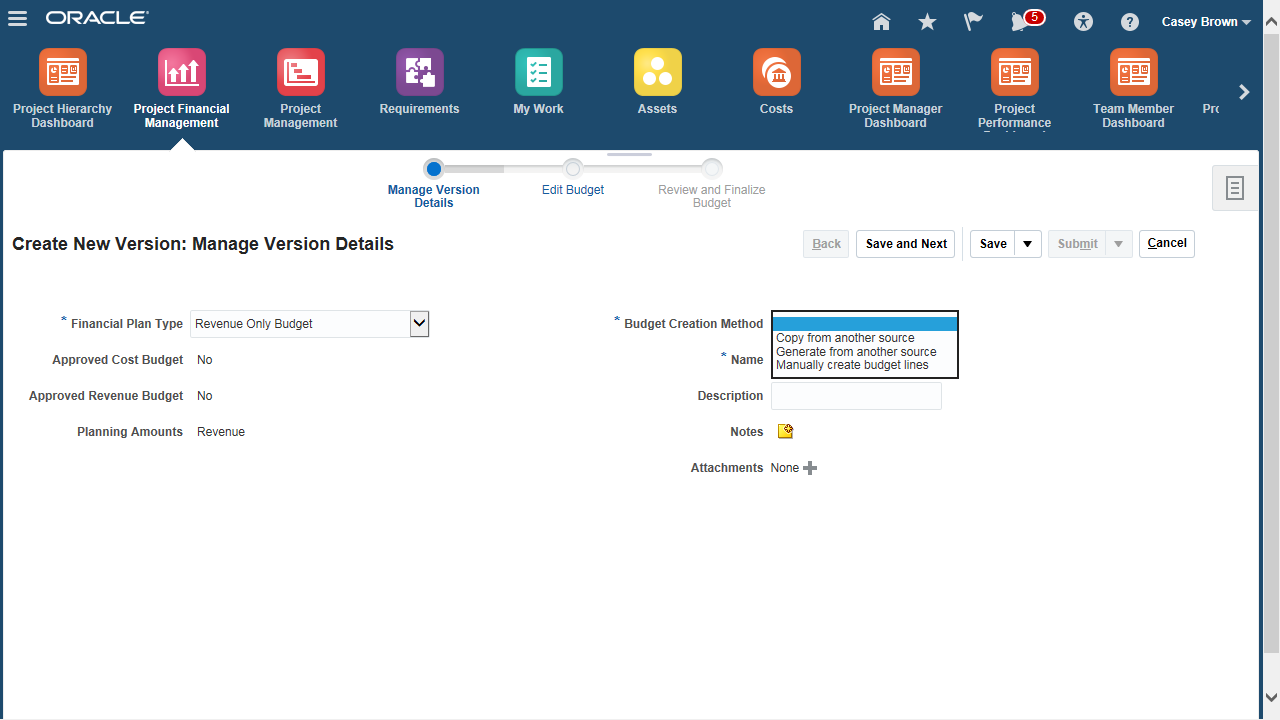 ORACLE
5
Casey Brown
Project Hierarchy
Dashboard
Project Financial
Management
Project
Management
Requirements
My Work
Assets
Costs
Project Manager
Dashboard
Project
Performance
Team Member
Dashboard
Manage Version
Details
Edit Budget
Review and Finalize
Budget
Create New Version: Manage Version Details
Back
Save and Next
Save
Submit
Cancel
* Financial Plan Type Revenue Only Budget
Approved Cost Budget No
Approved Revenue Budget No
Planning Amounts Revenue
* Budget Creation Method
Copy from another source
Generate from another source
Manually create budget lines
* Name
Description
Notes
Attachments None